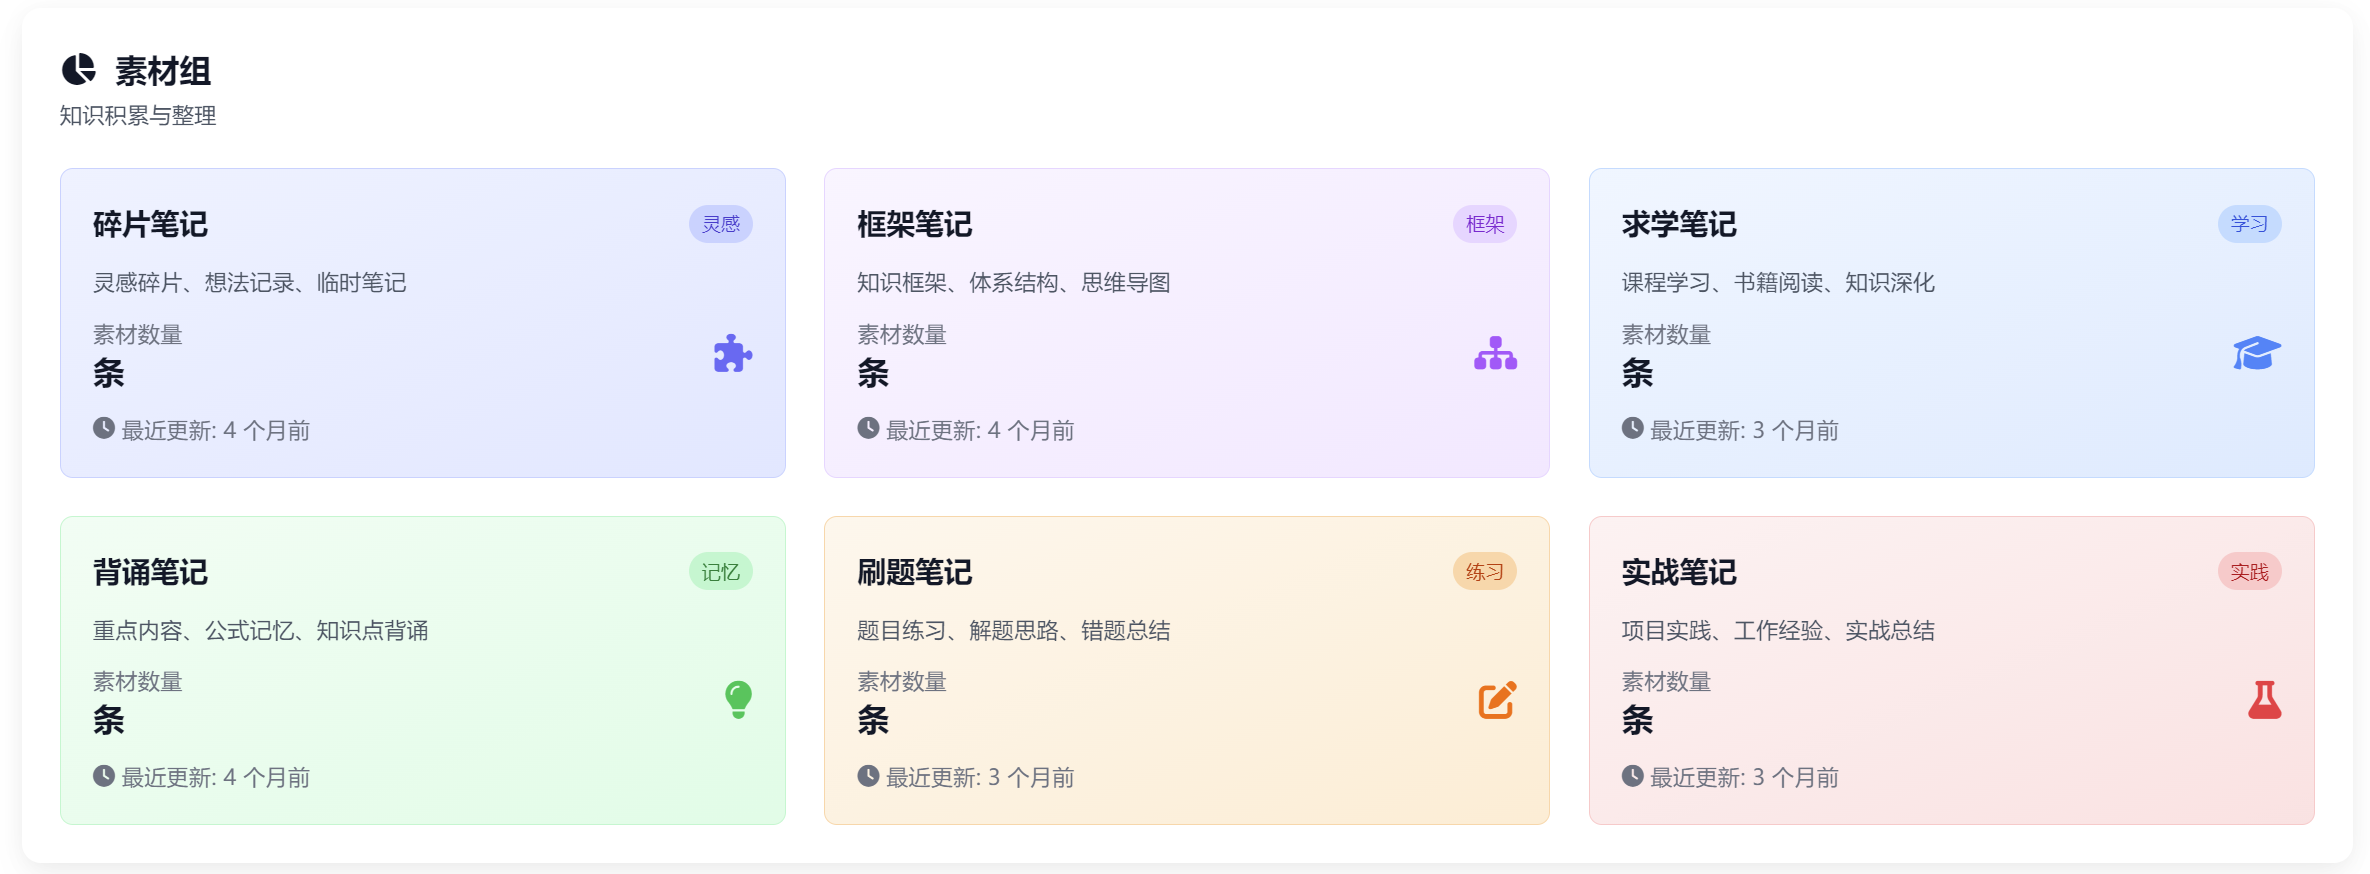 素材组
知识积累与整理
碎片笔记
灵感
灵感碎片、想法记录、临时笔记
素材数量
条
最近更新: 4 个月前
框架笔记
框架
知识框架、体系结构、思维导图
素材数量
条
最近更新: 4 个月前
求学笔记
学习
课程学习、书籍阅读、知识深化
素材数量
条
最近更新: 3 个月前
背诵笔记
记忆
重点内容、公式记忆、知识点背诵
素材数量
条
最近更新: 4 个月前
刷题笔记
练习
题目练习、解题思路、错题总结
素材数量
条
最近更新: 3 个月前
实战笔记
实践
项目实践、工作经验、实战总结
素材数量
条
最近更新: 3 个月前